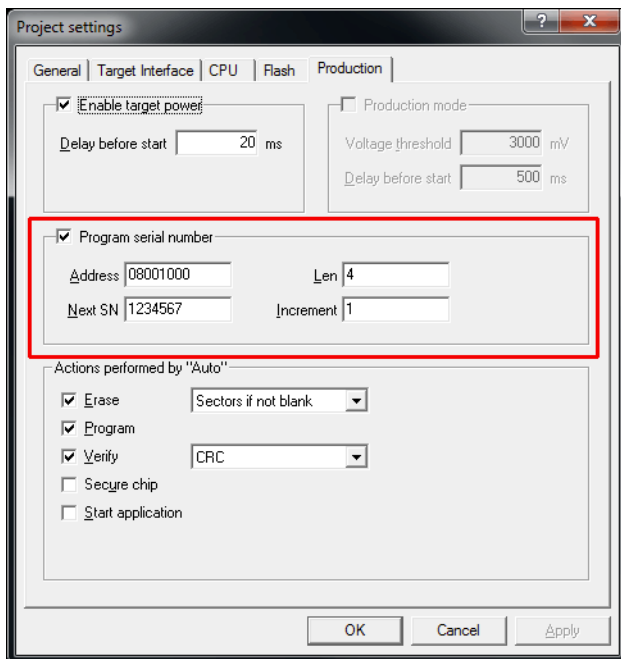 Project settings
General Target Interface CPU Flash Production
Enable target power
Delay before start 20 ms
Production mode
Voltage threshold 3000 mV
Delay before start 500 ms
Program serial number
Address 08001000 Len 4
Next SN 1234567 Increment 1
Actions performed by "Auto"
Erase Sectors if not blank
Program
Verify CRC
Secure chip
Start application
OK Cancel Apply